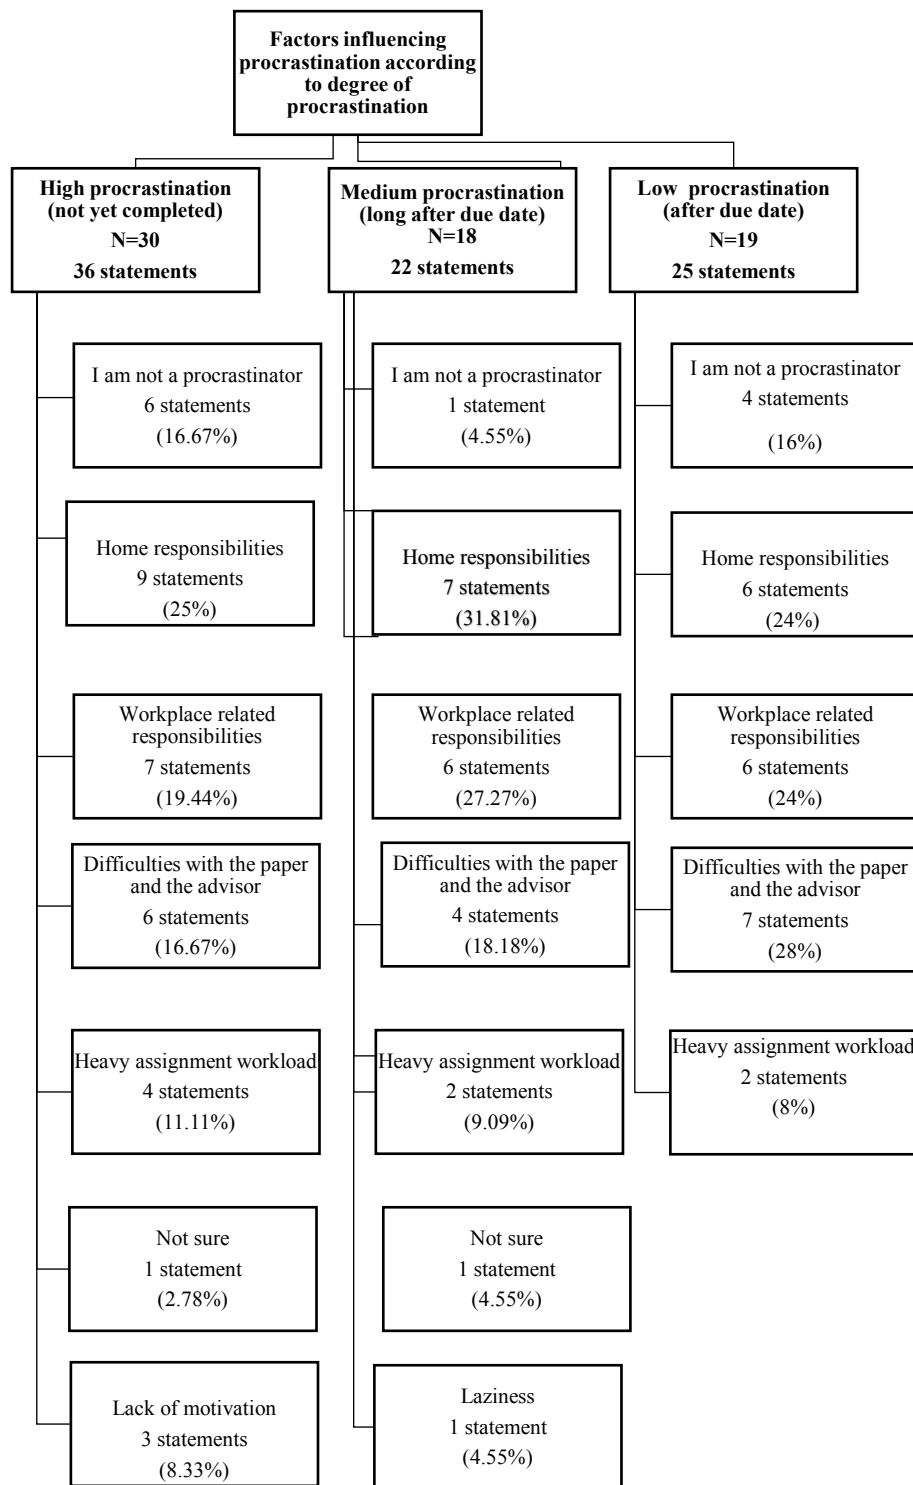 Factors influencing
procrastination according
to degree of
procrastination
High procrastination
(not yet completed)
N=30
36 statements
Medium procrastination
(long after due date)
N=18
22 statements
Low procrastination
(after due date)
N=19
25 statements
I am not a procrastinator
6 statements
(16.67%)
I am not a procrastinator
1 statement
(4.55%)
I am not a procrastinator
4 statements
(16%)
Home responsibilities
9 statements
(25%)
Home responsibilities
7 statements
(31.81%)
Home responsibilities
6 statements
(24%)
Workplace related
responsibilities
7 statements
(19.44%)
Workplace related
responsibilities
6 statements
(27.27%)
Workplace related
responsibilities
6 statements
(24%)
Difficulties with the paper
and the advisor
6 statements
(16.67%)
Difficulties with the paper
and the advisor
4 statements
(18.18%)
Difficulties with the paper
and the advisor
7 statements
(28%)
Heavy assignment workload
4 statements
(11.11%)
Heavy assignment workload
2 statements
(9.09%)
Heavy assignment workload
2 statements
(8%)
Not sure
1 statement
(2.78%)
Not sure
1 statement
(4.55%)
Lack of motivation
3 statements
(8.33%)
Laziness
1 statement
(4.55%)